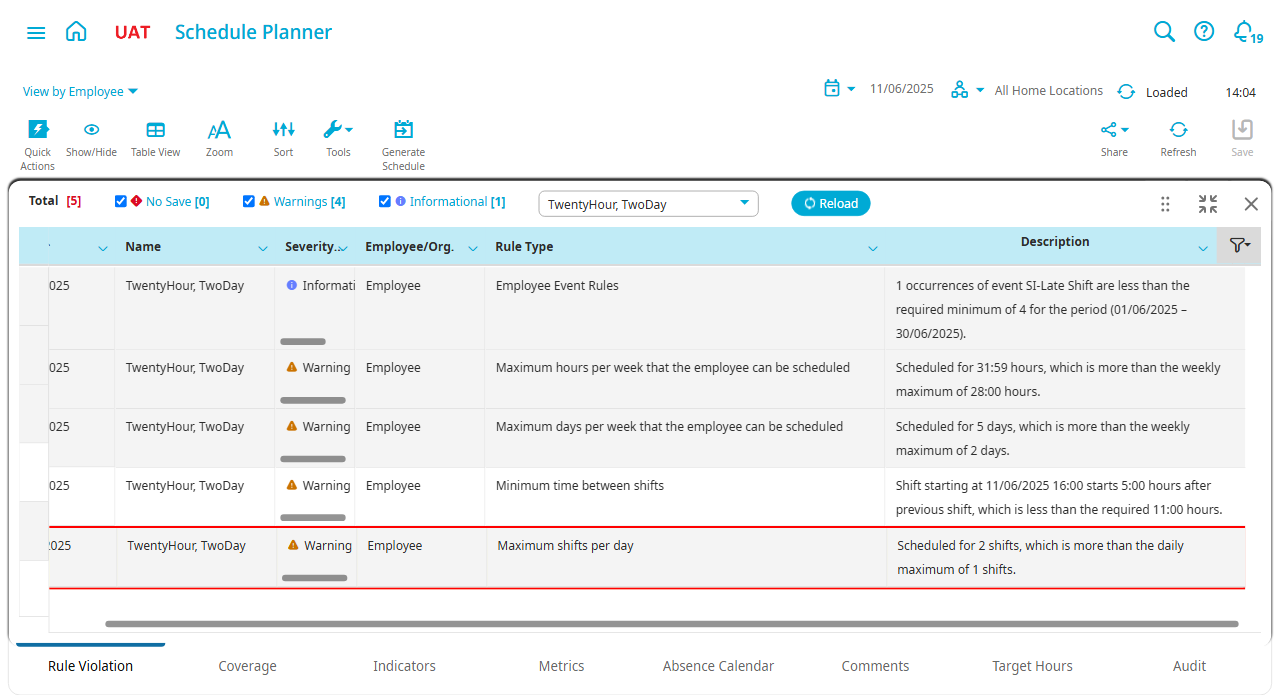 UAT Schedule Planner 19
View by Employee 11/06/2025 All Home Locations Loaded 14:04
Quick Actions Show/Hide Table View Zoom Sort Tools Generate Schedule Share Refresh Save
Total [5] No Save [0] Warnings [4] Informational [1] TwentyHour, TwoDay Reload
Name Severity... Employee/Org. Rule Type Description
025 TwentyHour, TwoDay Informati Employee Employee Event Rules 1 occurrences of event SI-Late Shift are less than the
required minimum of 4 for the period (01/06/2025 –
30/06/2025).
025 TwentyHour, TwoDay Warning Employee Maximum hours per week that the employee can be scheduled Scheduled for 31:59 hours, which is more than the weekly
maximum of 28:00 hours.
025 TwentyHour, TwoDay Warning Employee Maximum days per week that the employee can be scheduled Scheduled for 5 days, which is more than the weekly
maximum of 2 days.
025 TwentyHour, TwoDay Warning Employee Minimum time between shifts Shift starting at 11/06/2025 16:00 starts 5:00 hours after
previous shift, which is less than the required 11:00 hours.
2025 TwentyHour, TwoDay Warning Employee Maximum shifts per day Scheduled for 2 shifts, which is more than the daily
maximum of 1 shifts.
Rule Violation Coverage Indicators Metrics Absence Calendar Comments Target Hours Audit